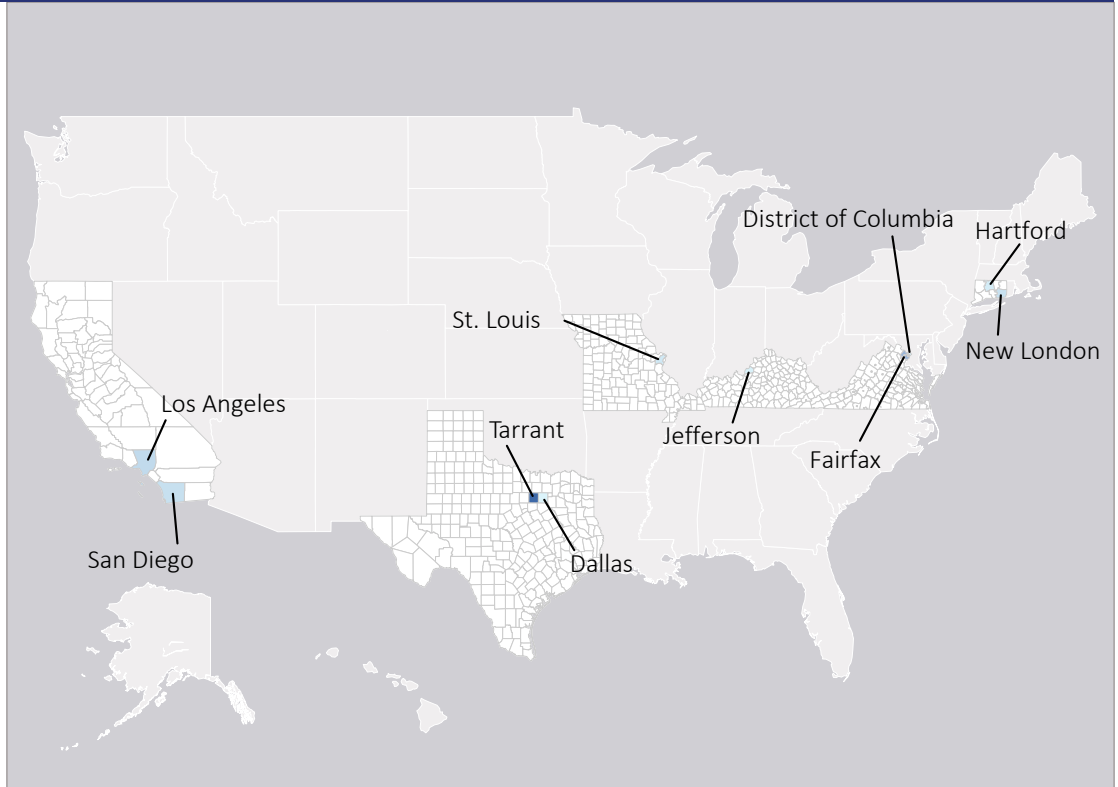 District of Columbia
Hartford
St. Louis
New London
Los Angeles
Tarrant
Jefferson
Fairfax
San Diego
Dallas